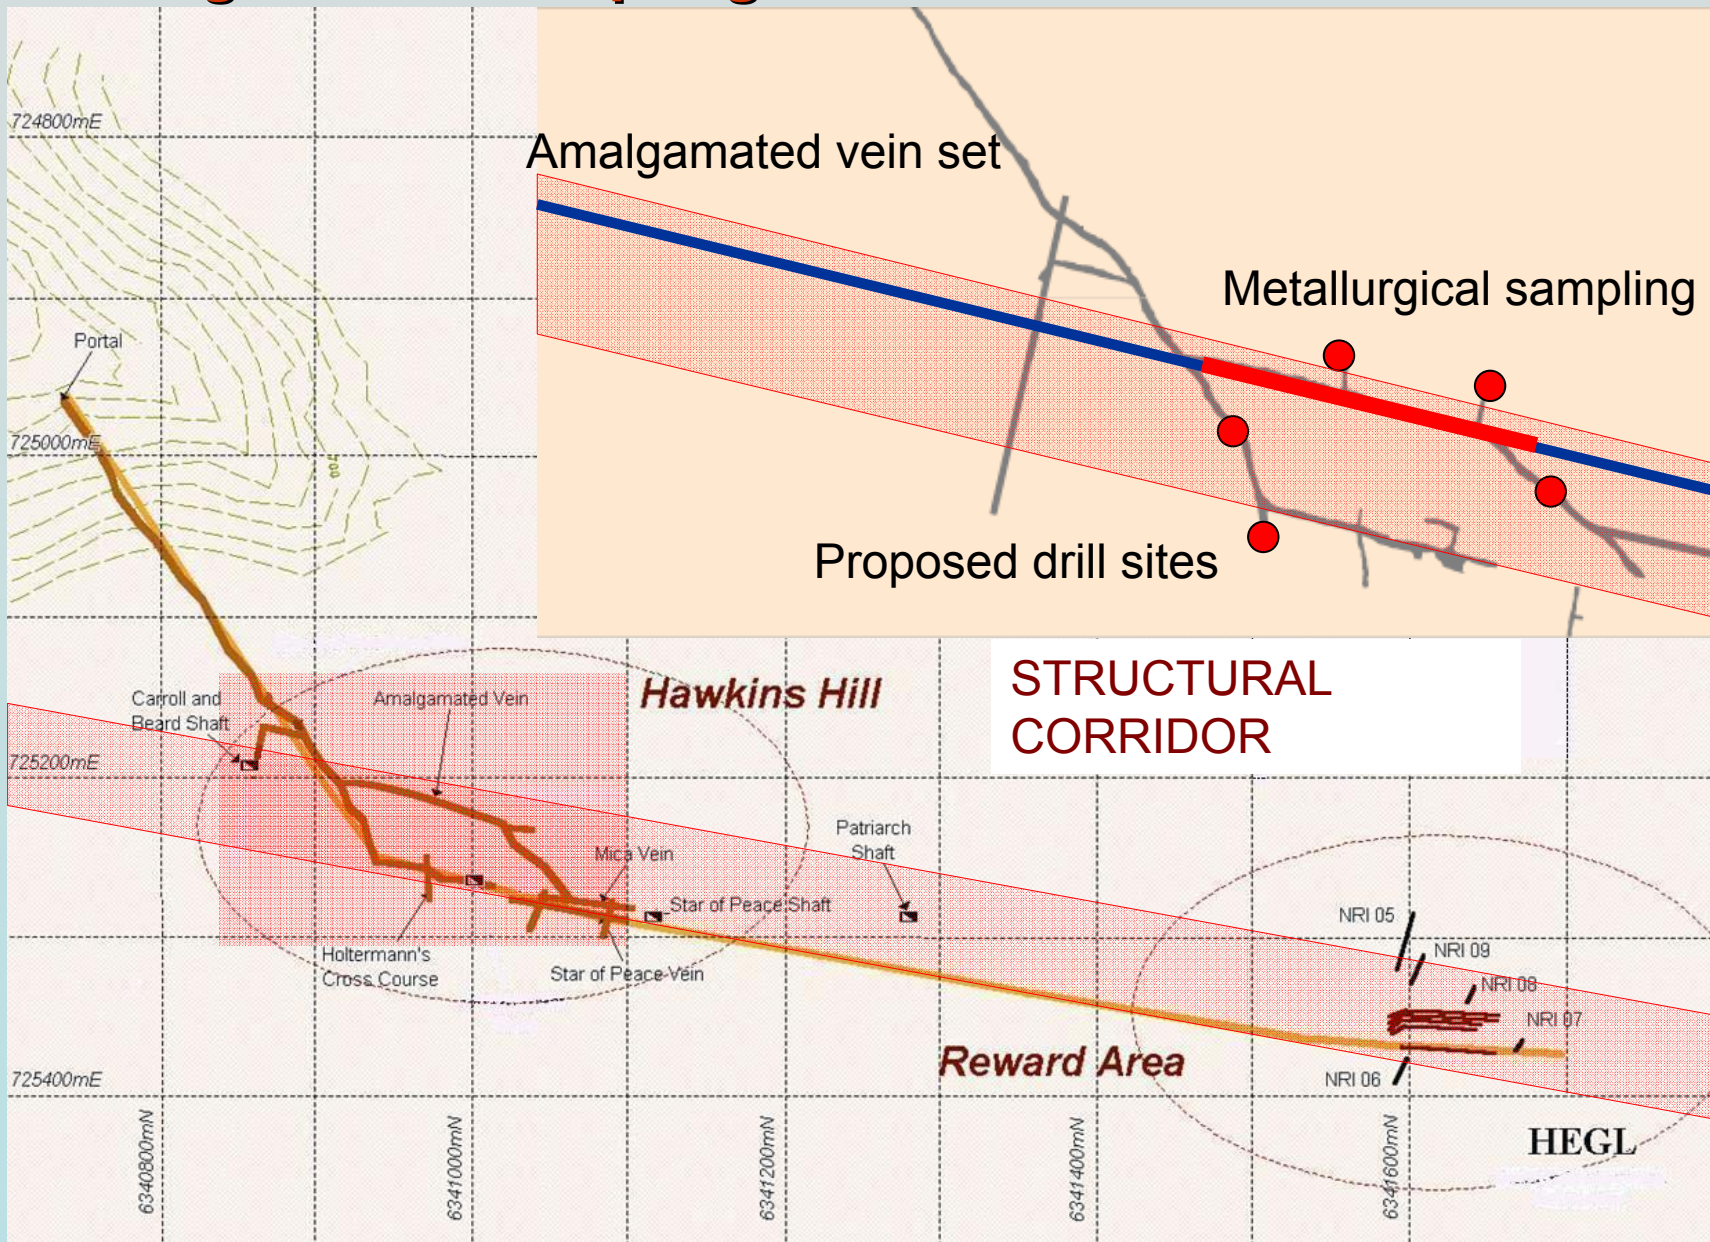 724800mE
Amalgamated vein set
Metallurgical sampling
Portal
725000mE
700
Proposed drill sites
STRUCTURAL
CORRIDOR
Hawkins Hill
Carroll and
Beard Shaft
Amalgamated Vein
725200mE
Patriarch
Shaft
Mica Vein
Star of Peace Shaft
Holtermann's
Cross Course
Star of Peace Vein
NRI 05
NRI 09
NRI 08
NRI 07
Reward Area
NRI 06
725400mE
HEGL
6340800mN
6341000mN
6341200mN
6341400mN
6341600mN